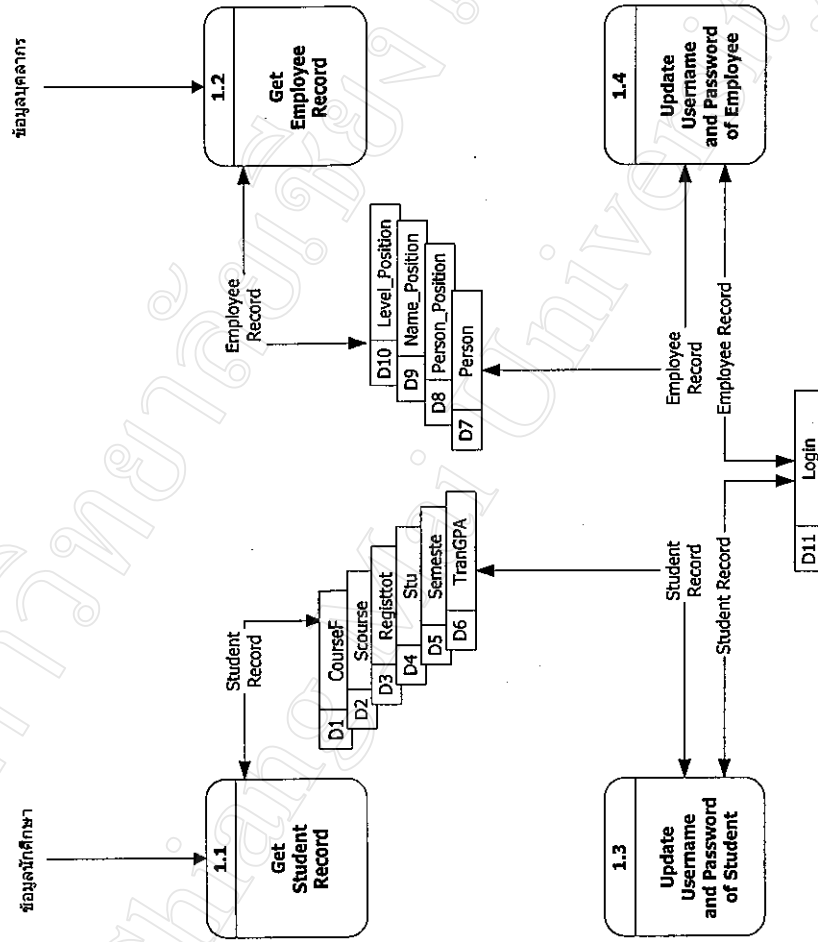 ข้อมูลนักศึกษา
ข้อมูลบุคลากร
1.1
Get
Student
Record
1.2
Get
Employee
Record
Student
Record
Employee
Record
D1 CourseF
D2 Scourse
D3 Registtot
D4 Stu
D5 Semeste
D6 TranGPA
D10 Level_Position
D9 Name_Position
D8 Person_Position
D7 Person
Student
Record
Student Record
Employee
Record
Employee Record
1.3
Update
Username
and Password
of Student
1.4
Update
Username
and Password
of Employee
D11 Login
Chiang Mai University